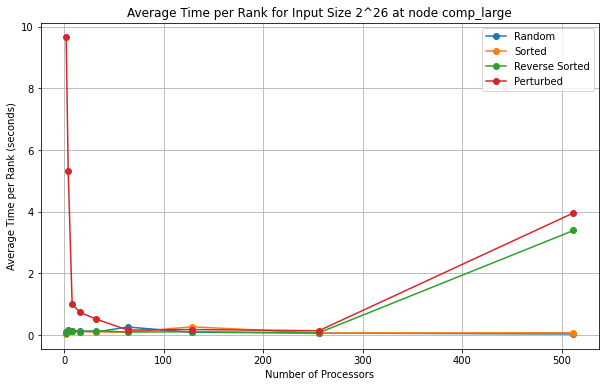 Average Time per Rank for Input Size 2^26 at node comp_large
Random
Sorted
Reverse Sorted
Perturbed
Average Time per Rank (seconds)
10
8
6
4
2
0
0 100 200 300 400 500
Number of Processors